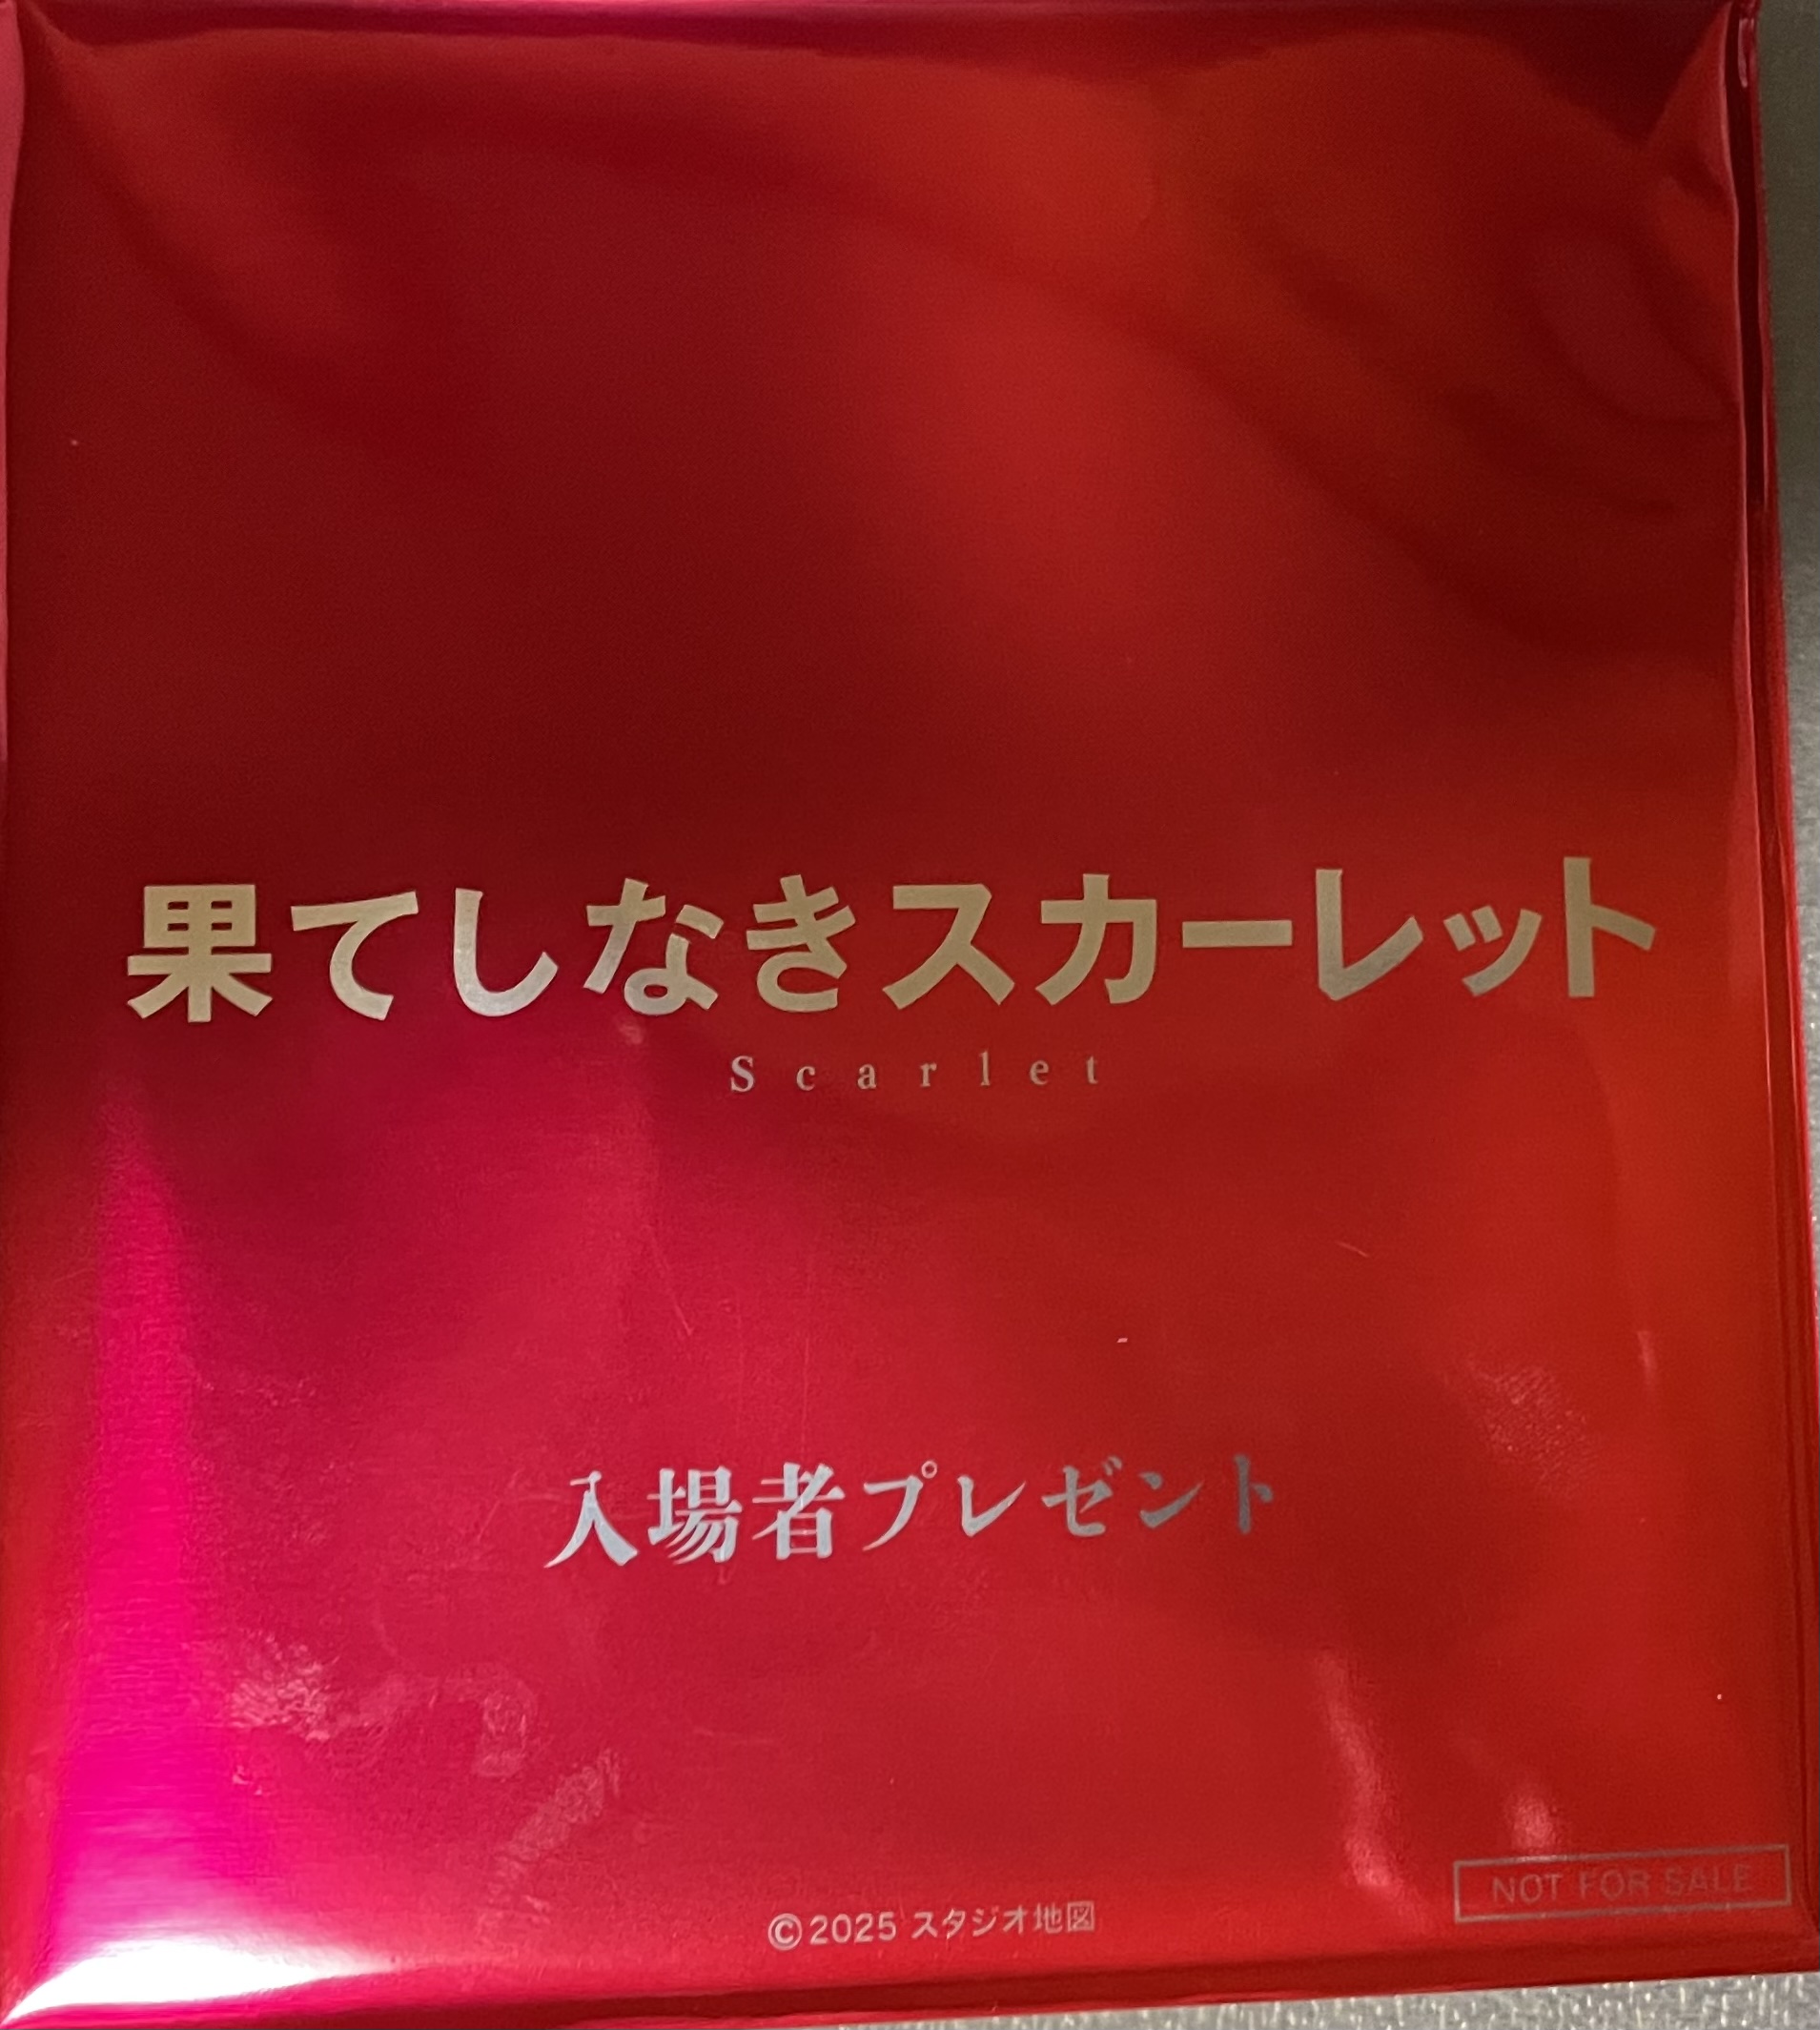 果てしなきスカーレット
Scarlet
入場者プレゼント
NOT FOR SALE
©2025 スタジオ地図